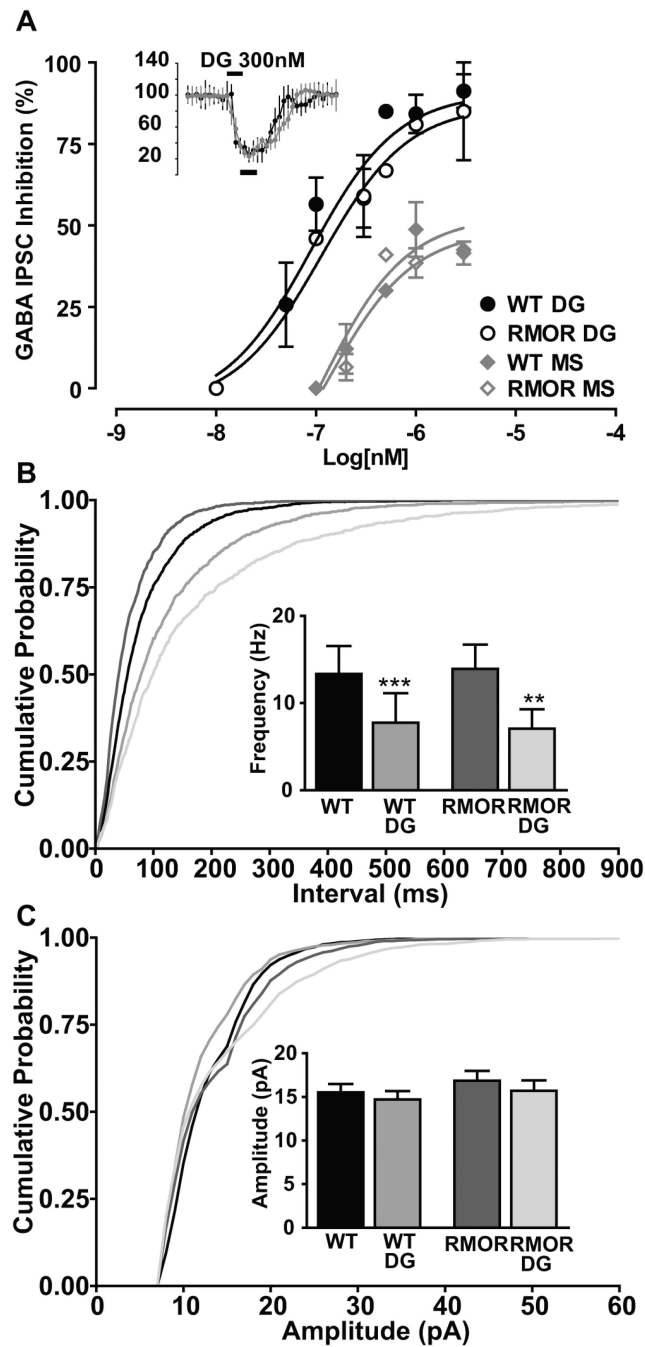 A
DG 300nM
140
120
100
80
60
40
20
100
75
50
25
0
GABA IPSC Inhibition (%)
WT DG
RMOR DG
WT MS
RMOR MS
-9 -8 -7 -6 -5 -4
Log[nM]
B
1.00
0.75
0.50
0.25
0.00
Cumulative Probability
20
10
0
Frequency (Hz)
*** **
WT WT DG RMOR RMOR DG
0 100 200 300 400 500 600 700 800 900
Interval (ms)
C
1.00
0.75
0.50
0.25
0.00
Cumulative Probability
20
15
10
5
0
Amplitude (pA)
WT WT DG RMOR RMOR DG
0 10 20 30 40 50 60
Amplitude (pA)